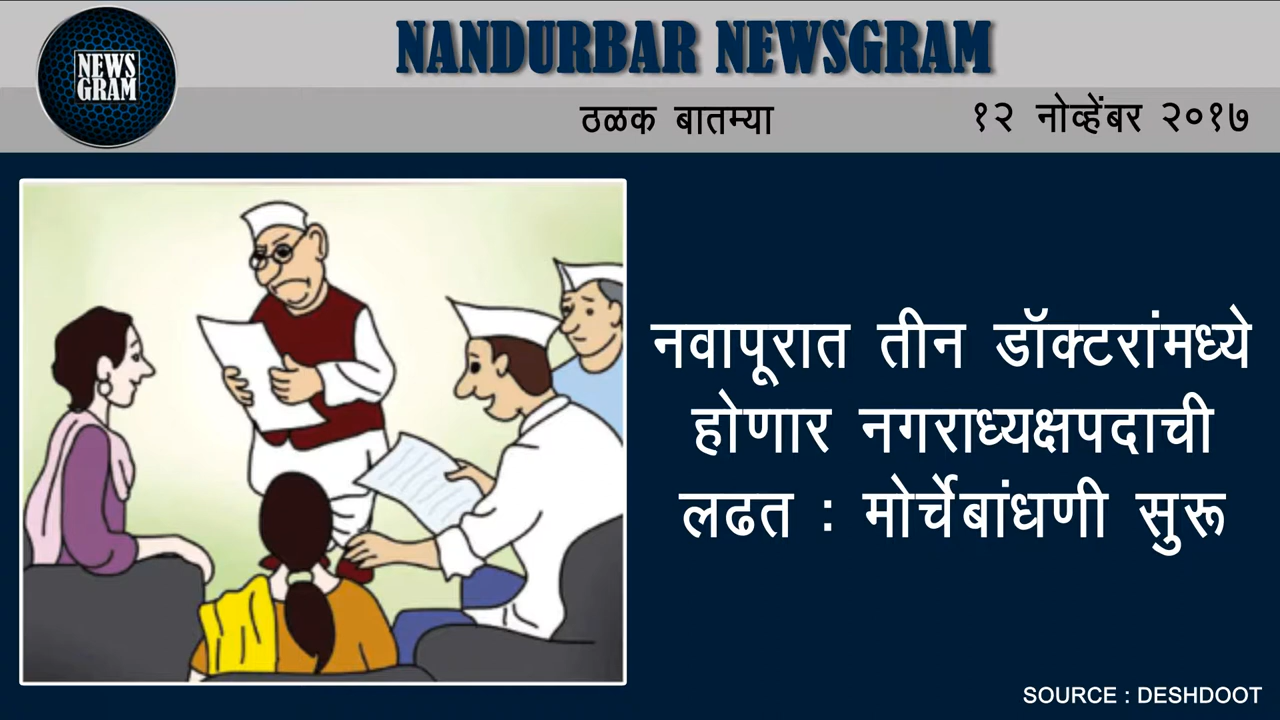 NEWS
GRAM
NANDURBAR NEWSGRAM
ठळक बातम्या
१२ नोव्हेंबर २०१७
नवापूरात तीन डॉक्टरांमध्ये
होणार नगराध्यक्षपदाची
लढत : मोर्चेबांधणी सुरू
SOURCE : DESHDOOT